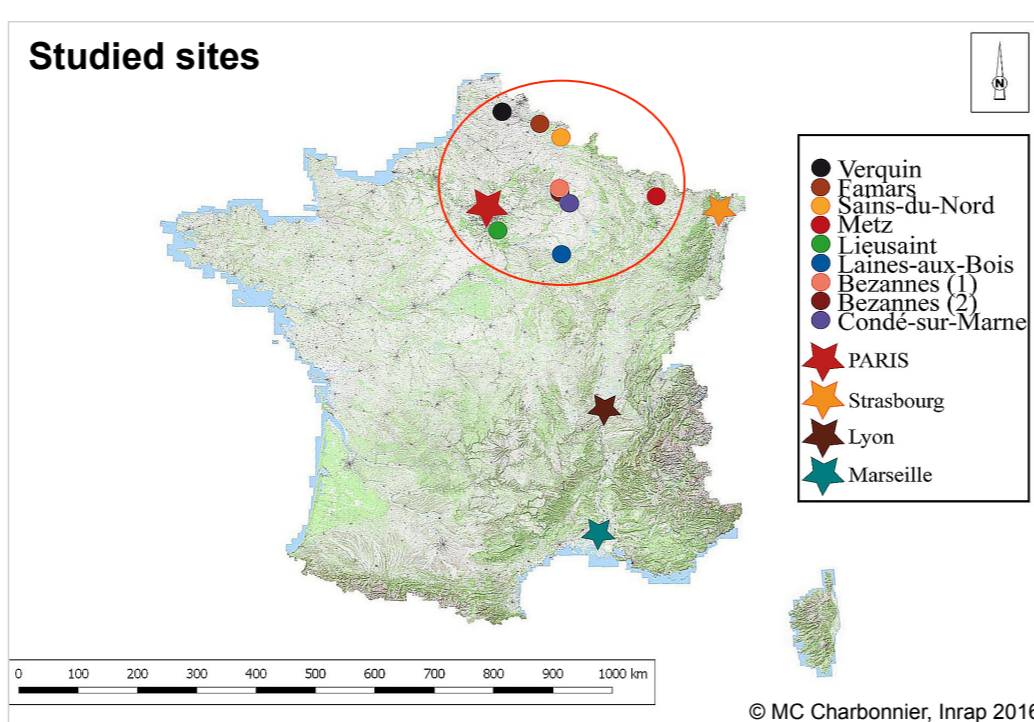 Studied sites
N
Verquin
Famars
Sains-du-Nord
Metz
Lieusaint
Laines-aux-Bois
Bezannes (1)
Bezannes (2)
Condé-sur-Marne
PARIS
Strasbourg
Lyon
Marseille
0 100 200 300 400 500 600 700 800 900 1000 km
© MC Charbonnier, Inrap 2016